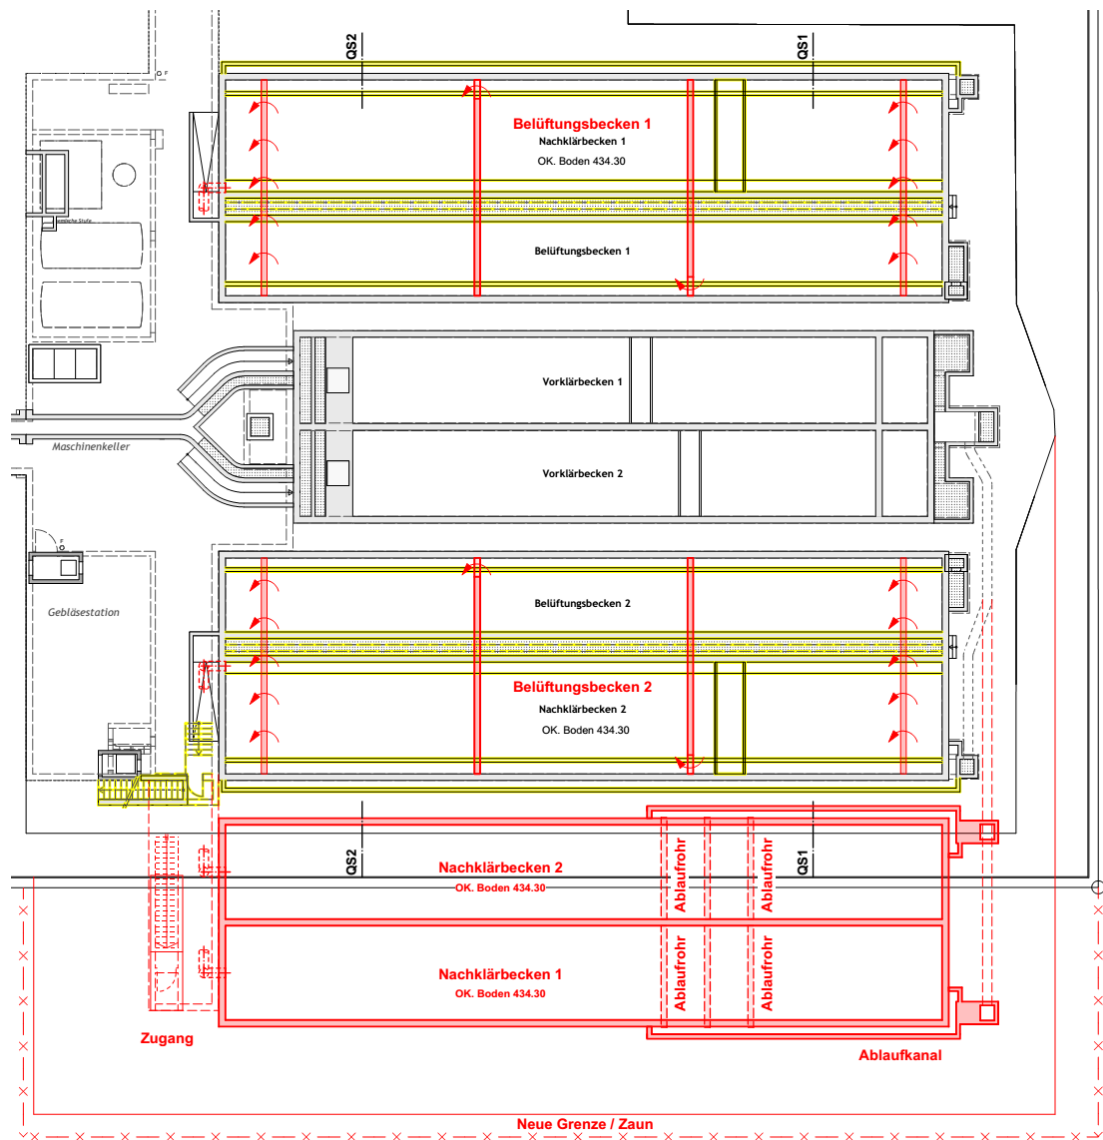 QS2
QS1
F
Belüftungsbecken 1
Nachklärbecken 1
OK. Boden 434.30
Belüftungsbecken 1
Vorklärbecken 1
Maschinenkeller
Vorklärbecken 2
F
Gebläsestation
Belüftungsbecken 2
Belüftungsbecken 2
Nachklärbecken 2
OK. Boden 434.30
QS2
QS1
Nachklärbecken 2
OK. Boden 434.30
Ablaufrohr
Ablaufrohr
Nachklärbecken 1
OK. Boden 434.30
Ablaufrohr
Ablaufrohr
Zugang
Ablaufkanal
Neue Grenze / Zaun